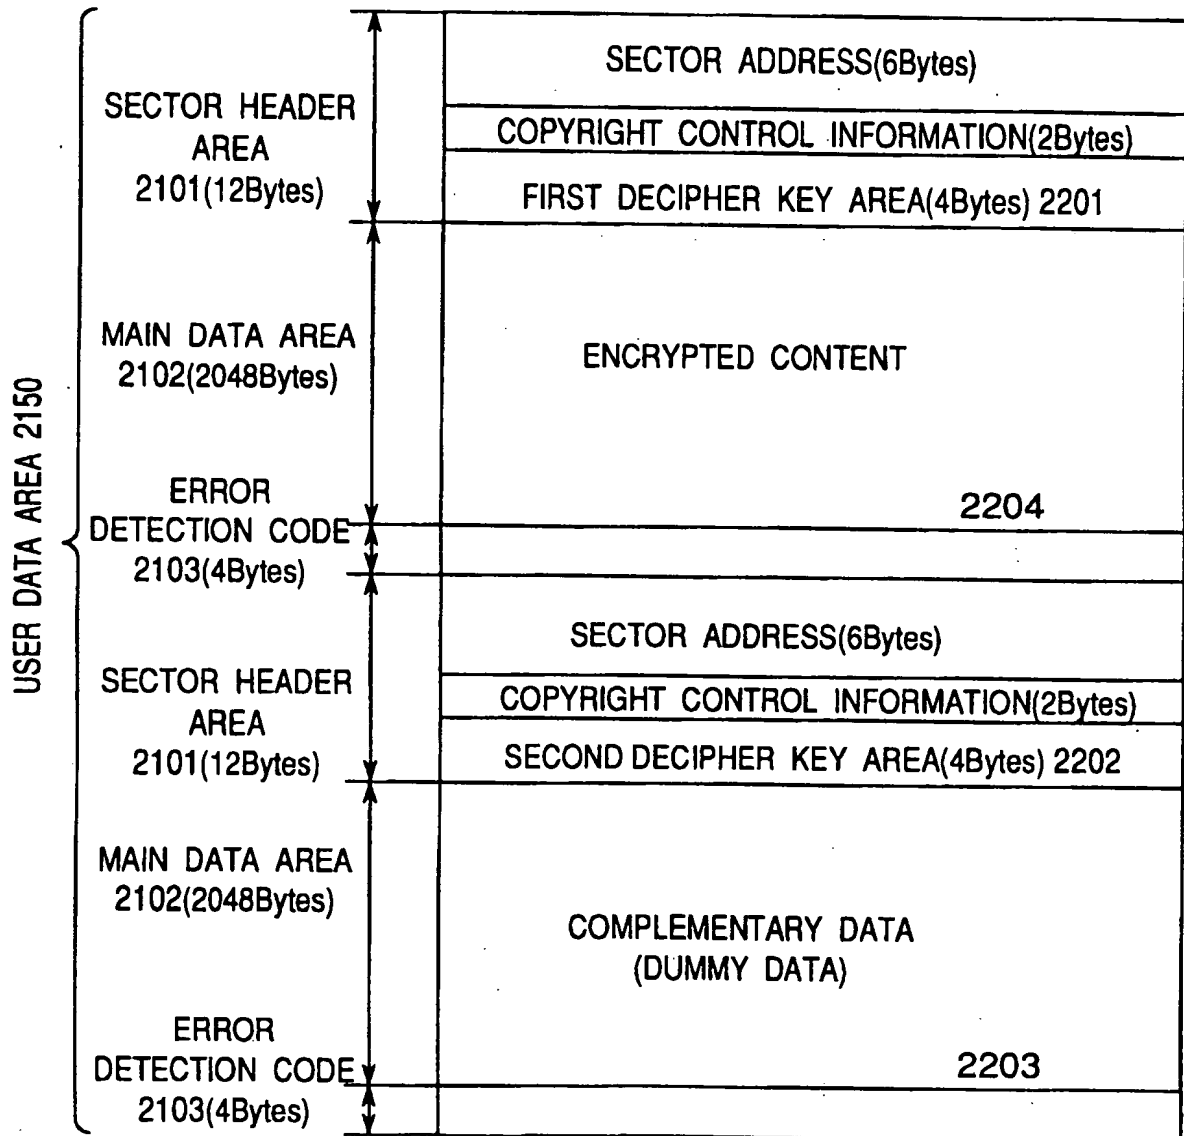 USER DATA AREA 2150
SECTOR HEADER
AREA
2101(12Bytes)
SECTOR ADDRESS(6Bytes)
COPYRIGHT CONTROL INFORMATION(2Bytes)
FIRST DECIPHER KEY AREA(4Bytes) 2201
MAIN DATA AREA
2102(2048Bytes)
ENCRYPTED CONTENT
2204
ERROR
DETECTION CODE
2103(4Bytes)
SECTOR HEADER
AREA
2101(12Bytes)
SECTOR ADDRESS(6Bytes)
COPYRIGHT CONTROL INFORMATION(2Bytes)
SECOND DECIPHER KEY AREA(4Bytes) 2202
MAIN DATA AREA
2102(2048Bytes)
COMPLEMENTARY DATA
(DUMMY DATA)
2203
ERROR
DETECTION CODE
2103(4Bytes)